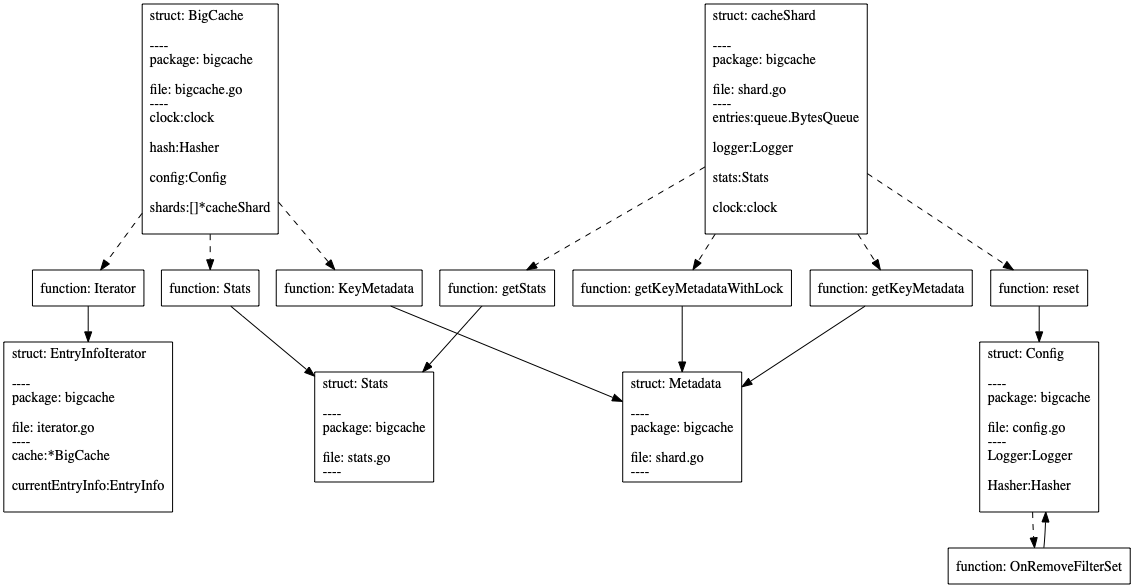 struct: BigCache
----
package: bigcache
file: bigcache.go
----
clock:clock
hash:Hasher
config:Config
shards:[]*cacheShard
struct: cacheShard
----
package: bigcache
file: shard.go
----
entries:queue.BytesQueue
logger:Logger
stats:Stats
clock:clock
function: Iterator
function: Stats
function: KeyMetadata
function: getStats
function: getKeyMetadataWithLock
function: getKeyMetadata
function: reset
struct: EntryInfoIterator
----
package: bigcache
file: iterator.go
----
cache:*BigCache
currentEntryInfo:EntryInfo
struct: Stats
----
package: bigcache
file: stats.go
----
struct: Metadata
----
package: bigcache
file: shard.go
----
struct: Config
----
package: bigcache
file: config.go
----
Logger:Logger
Hasher:Hasher
function: OnRemoveFilterSet